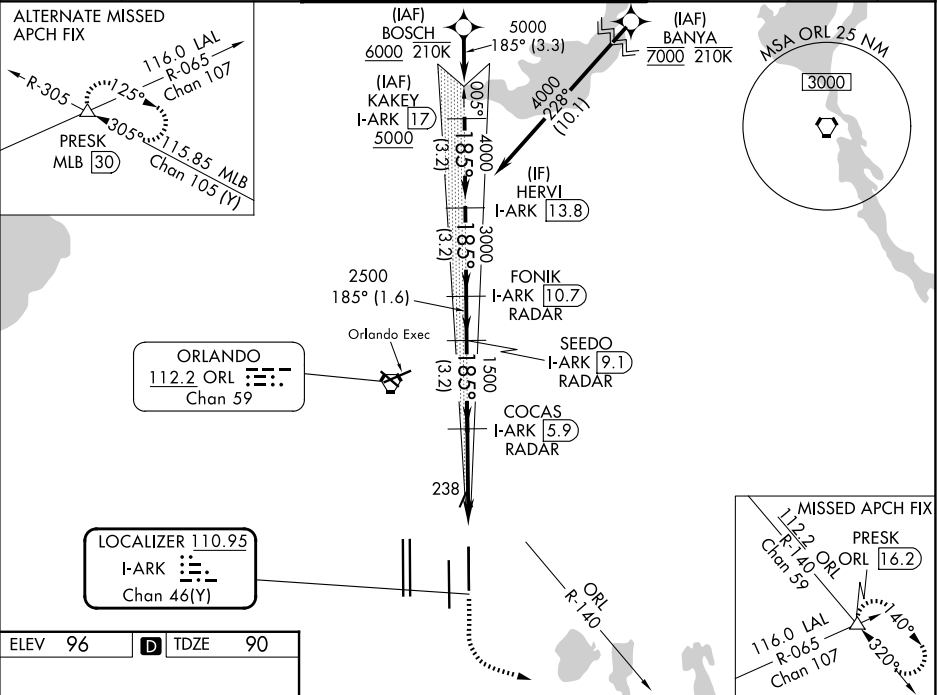 ALTERNATE MISSED
APCH FIX
116.0 LAL
R-065
Chan 107
R-305
125°
305°
PRESK
MLB 30
115.85 MLB
Chan 105 (Y)
(IAF)
BOSCH
6000 210K
5000
185° (3.3)
(IAF)
BANYA
7000 210K
MSA ORL 25 NM
3000
(IAF)
KAKEY
I-ARK 17
5000
005°
4000
228°
(10.1)
4000
185°
(3.2)
(IF)
HERVI
I-ARK 13.8
3000
185°
(3.2)
2500
185° (1.6)
FONIK
I-ARK 10.7
RADAR
Orlando Exec
SEEDO
I-ARK 9.1
RADAR
ORLANDO
112.2 ORL
Chan 59
1500
185°
(3.2)
COCAS
I-ARK 5.9
RADAR
238
LOCALIZER 110.95
I-ARK
Chan 46(Y)
ORL
R-140
MISSED APCH FIX
112.2 ORL
R-140
Chan 59
PRESK
ORL 16.2
140°
320°
116.0 LAL
R-065
Chan 107
ELEV 96 D TDZE 90